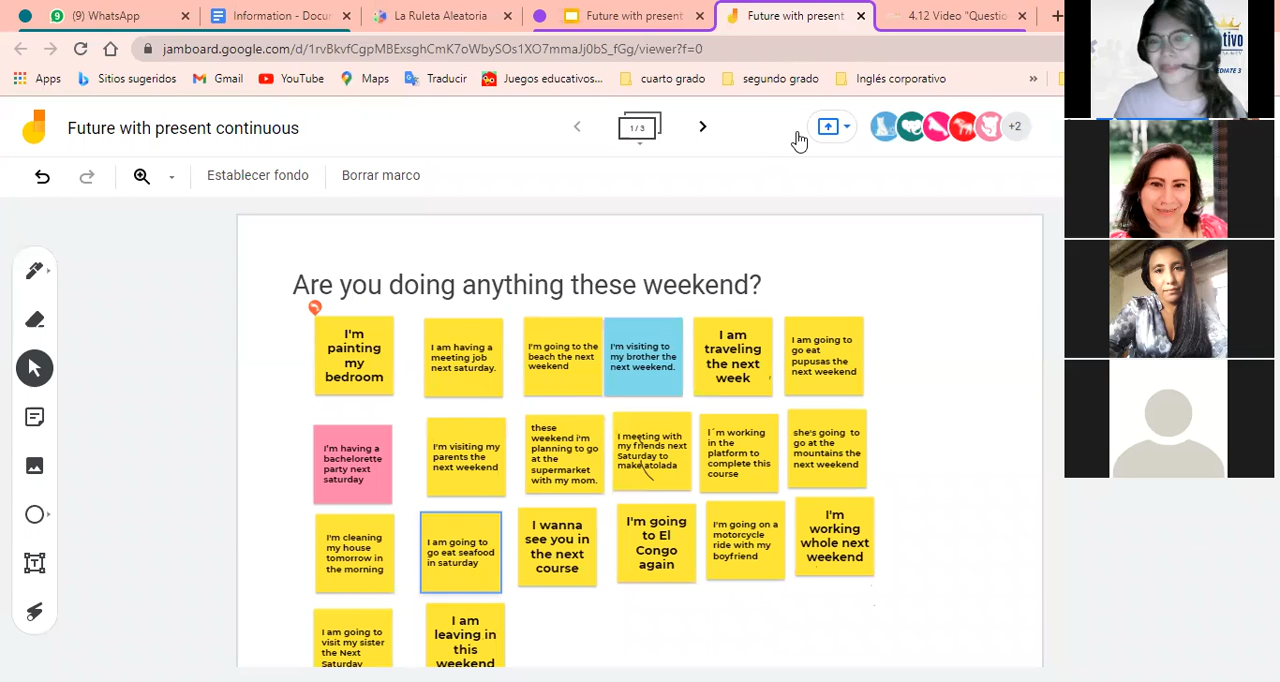 (9) WhatsApp
Information - Docu
La Ruleta Aleatoria
Future with present
Future with present
4.12 Video "Questio
jamboard.google.com/d/1rvBkvfCgpMBExsghCmK7oWbySOs1XO7mmaJj0bS_fGg/viewer?f=0
Apps
Sitios sugeridos
Gmail
YouTube
Maps
Traducir
Juegos educativos...
cuarto grado
segundo grado
Inglés corporativo
»
Future with present continuous
1 / 3
+2
Establecer fondo
Borrar marco
Are you doing anything these weekend?
I'm
painting
my
bedroom
I am having a
meeting job
next saturday.
I'm going to the
beach the next
weekend
I'm visiting to
my brother the
next weekend.
I am
traveling
the next
week
I am going to
go eat
pupusas the
next weekend
I'm having a
bachelorette
party next
saturday
I'm visiting my
parents the
next weekend
these
weekend i'm
planning to go
at the
supermarket
with my mom.
I meeting with
my friends next
Saturday to
make atolada
I´m working
in the
platform to
complete this
course
she's going to
go at the
mountains the
next weekend
I'm cleaning
my house
tomorrow in
the morning
I am going to
go eat seafood
in saturday
I wanna
see you in
the next
course
I'm going
to El
Congo
again
I'm going on a
motorcycle
ride with my
boyfriend
I'm
working
whole next
weekend
I am going to
visit my sister
the Next
Saturday
I am
leaving in
this
weekend
tivo
EDIATE 3